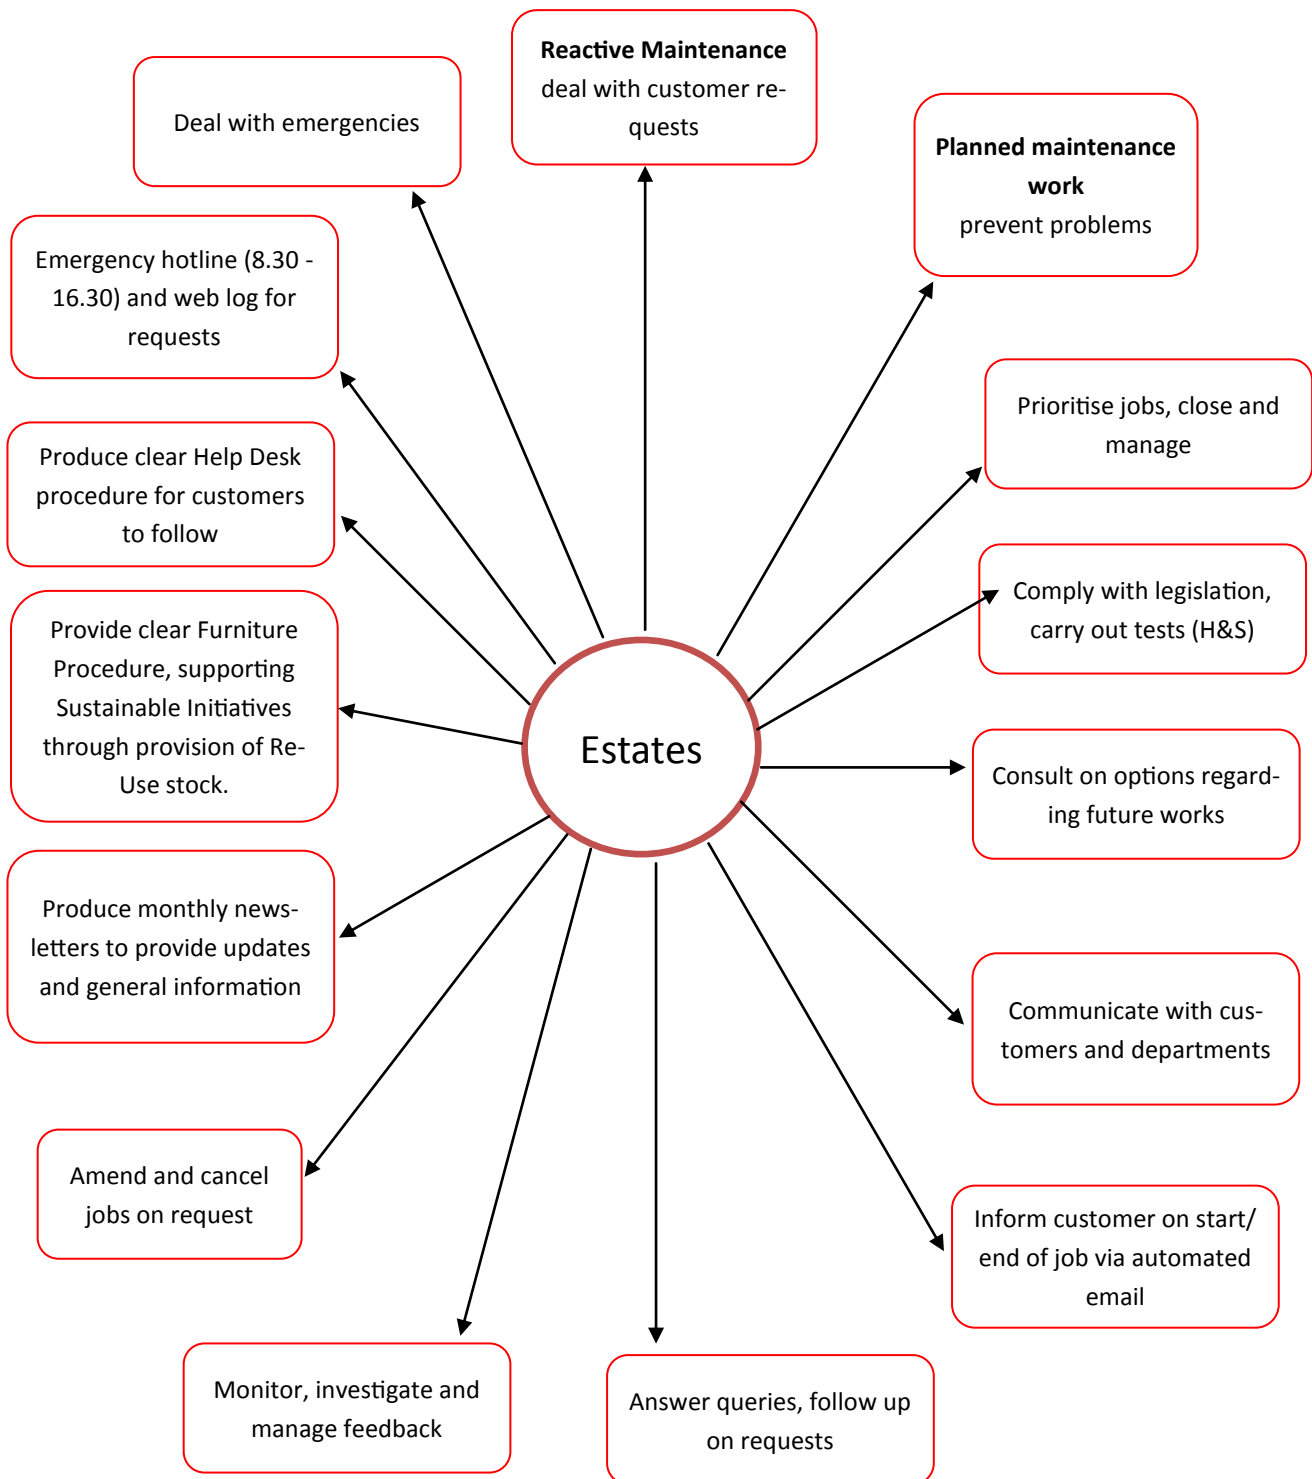 Reactive Maintenance
deal with customer re-
quests
Deal with emergencies
Planned maintenance
work
prevent problems
Emergency hotline (8.30 -
16.30) and web log for
requests
Prioritise jobs, close and
manage
Produce clear Help Desk
procedure for customers
to follow
Comply with legislation,
carry out tests (H&S)
Provide clear Furniture
Procedure, supporting
Sustainable Initiatives
through provision of Re-
Use stock.
Estates
Consult on options regard-
ing future works
Produce monthly news-
letters to provide updates
and general information
Communicate with cus-
tomers and departments
Amend and cancel
jobs on request
Inform customer on start/
end of job via automated
email
Monitor, investigate and
manage feedback
Answer queries, follow up
on requests